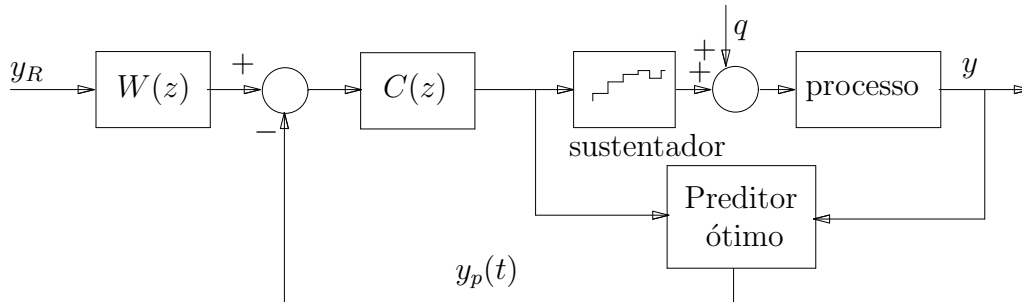 q
y_R
W(z)
+
−
C(z)
+
+
processo
y
sustentador
Preditor
ótimo
y_p(t)